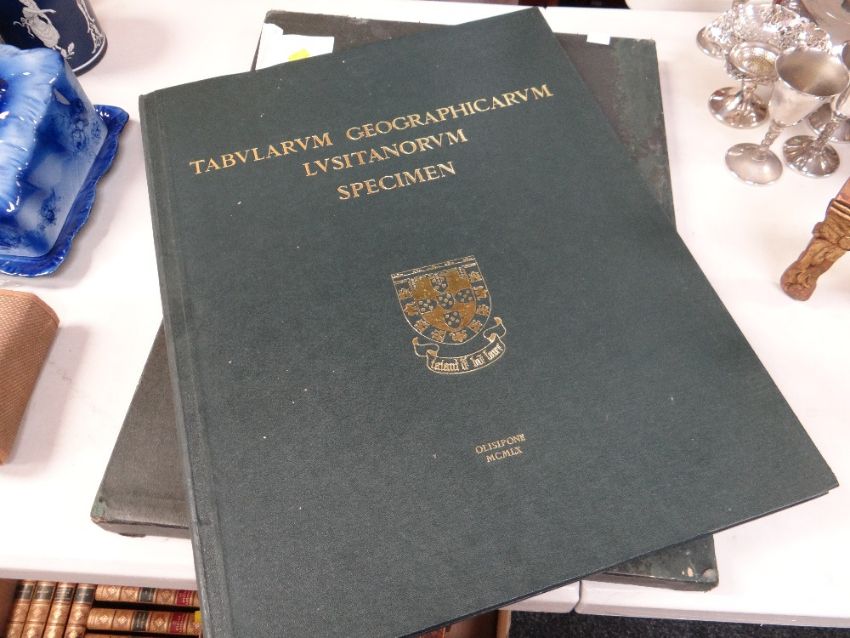 TABVLARVM GEOGRAPHICARVM
LVSITANORVM
SPECIMEN
OLISIPONE
MCMLX